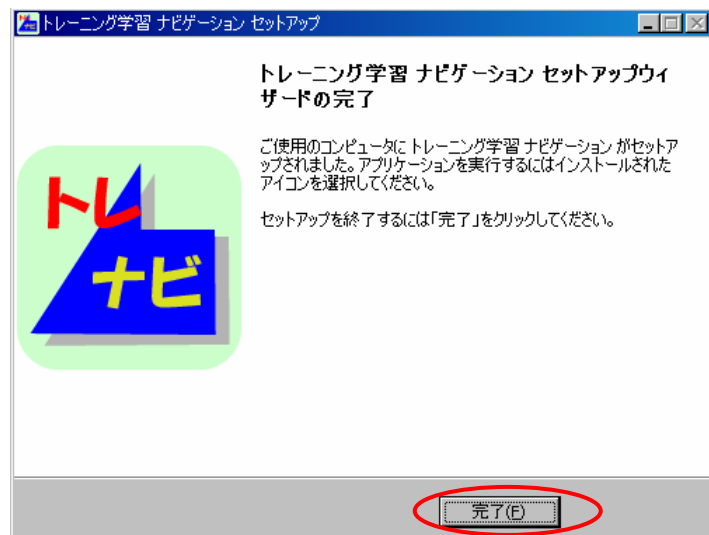 トレーニング学習 ナビゲーション セットアップ
トレーニング学習 ナビゲーション セットアップウィ
ザードの完了
ご使用のコンピュータに トレーニング学習 ナビゲーション がセットア
ップされました。アプリケーションを実行するにはインストールされた
アイコンを選択してください。
セットアップを終了するには「完了」をクリックしてください。
トレ
ナビ
完了(F)